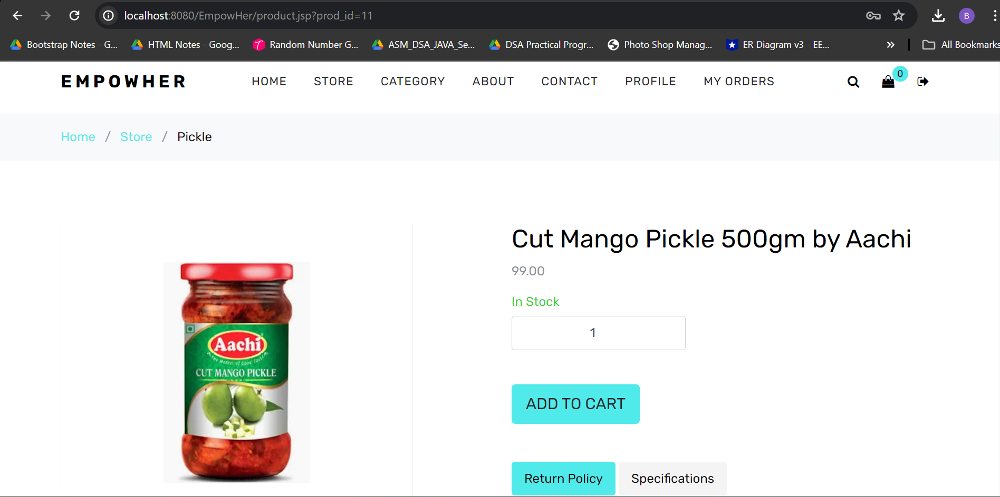 localhost:8080/EmpowHer/product.jsp?prod_id=11
B
Bootstrap Notes - G... HTML Notes - Goog... Random Number G... ASM_DSA_JAVA_Se... DSA Practical Progr... Photo Shop Manag... ER Diagram v3 - EE... » All Bookmarks
EMPOWHER HOME STORE CATEGORY ABOUT CONTACT PROFILE MY ORDERS 0
Home / Store / Pickle
Cut Mango Pickle 500gm by Aachi
99.00
In Stock
1
ADD TO CART
Return Policy Specifications
Aachi
The Mother of Good Taste
CUT MANGO PICKLE